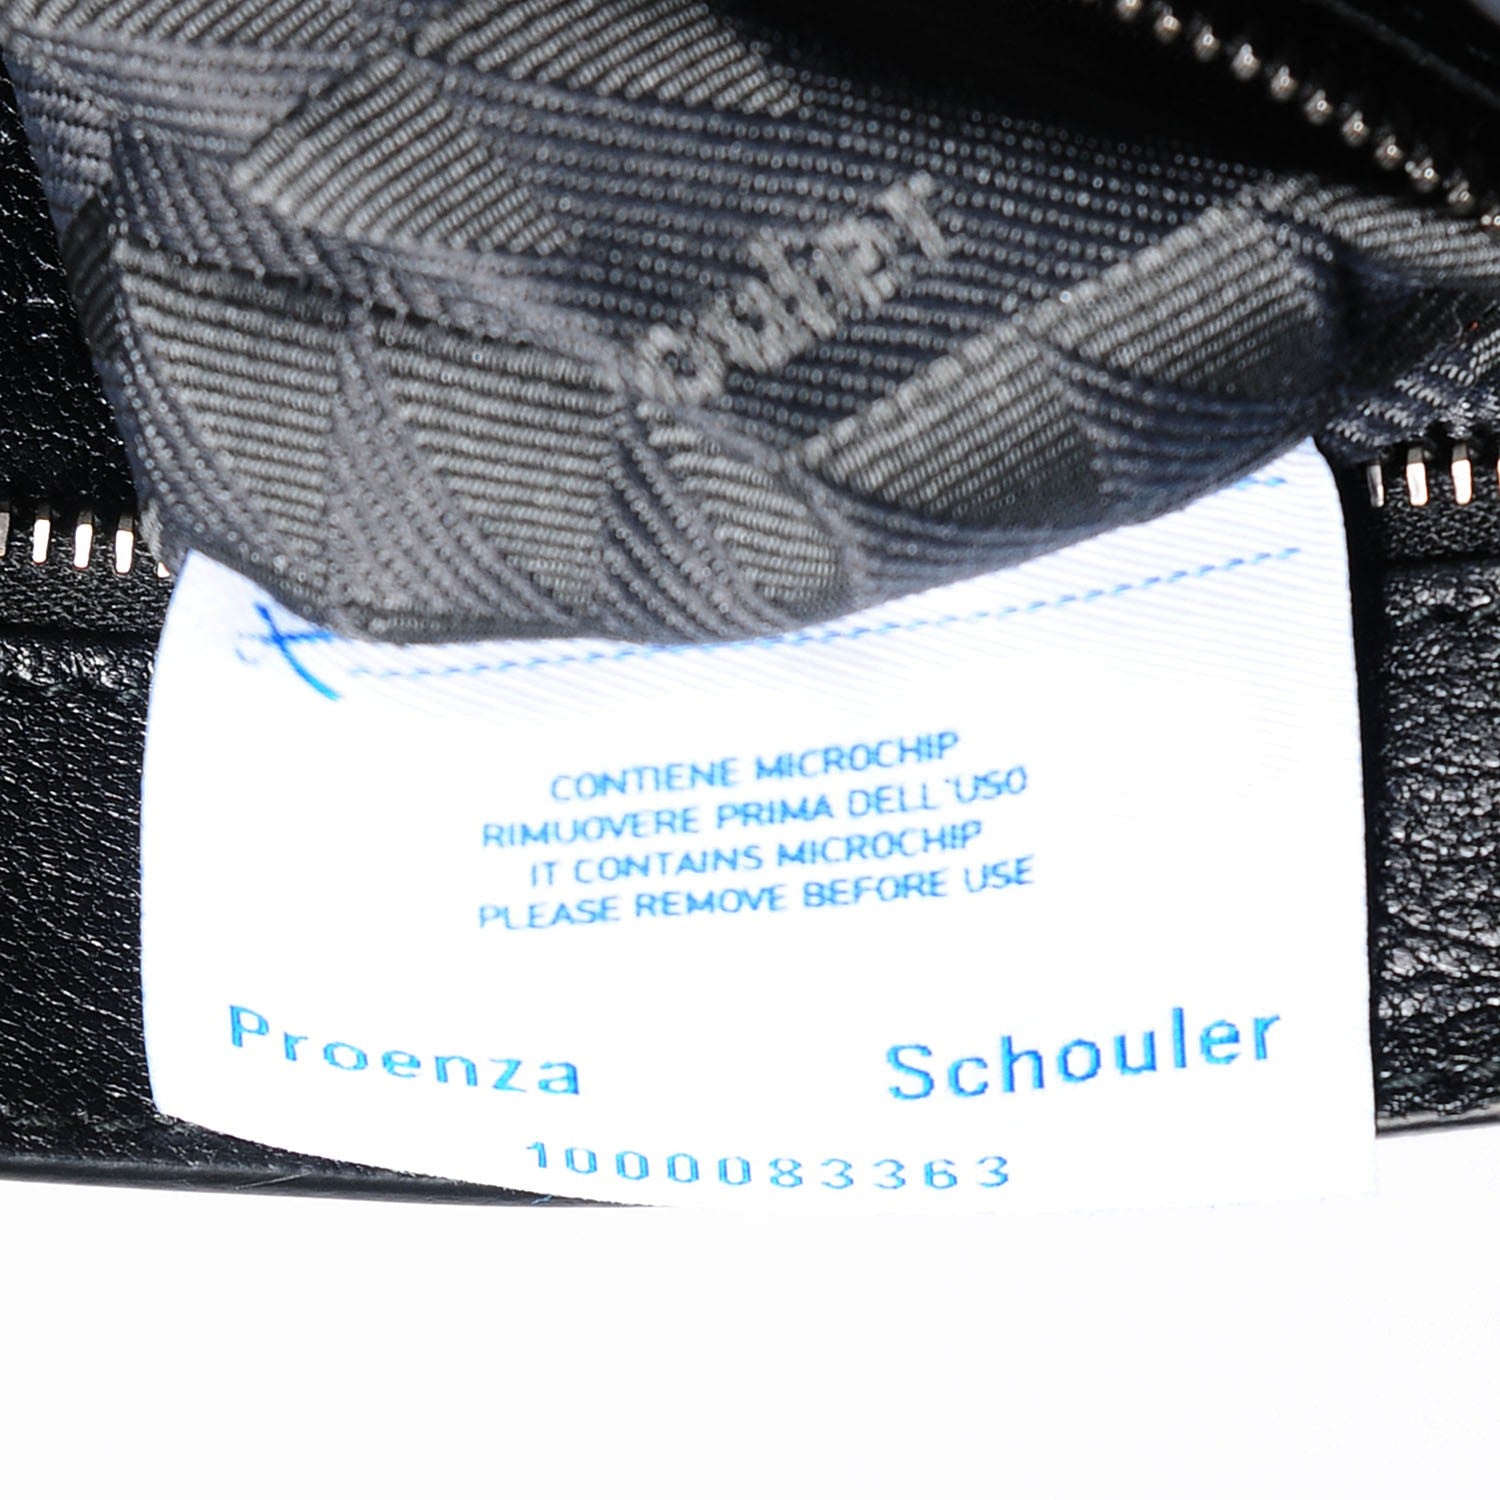 CONTIENE MICROCHIP
RIMUOVERE PRIMA DELL'USO
IT CONTAINS MICROCHIP
PLEASE REMOVE BEFORE USE
Proenza Schouler
1000083363